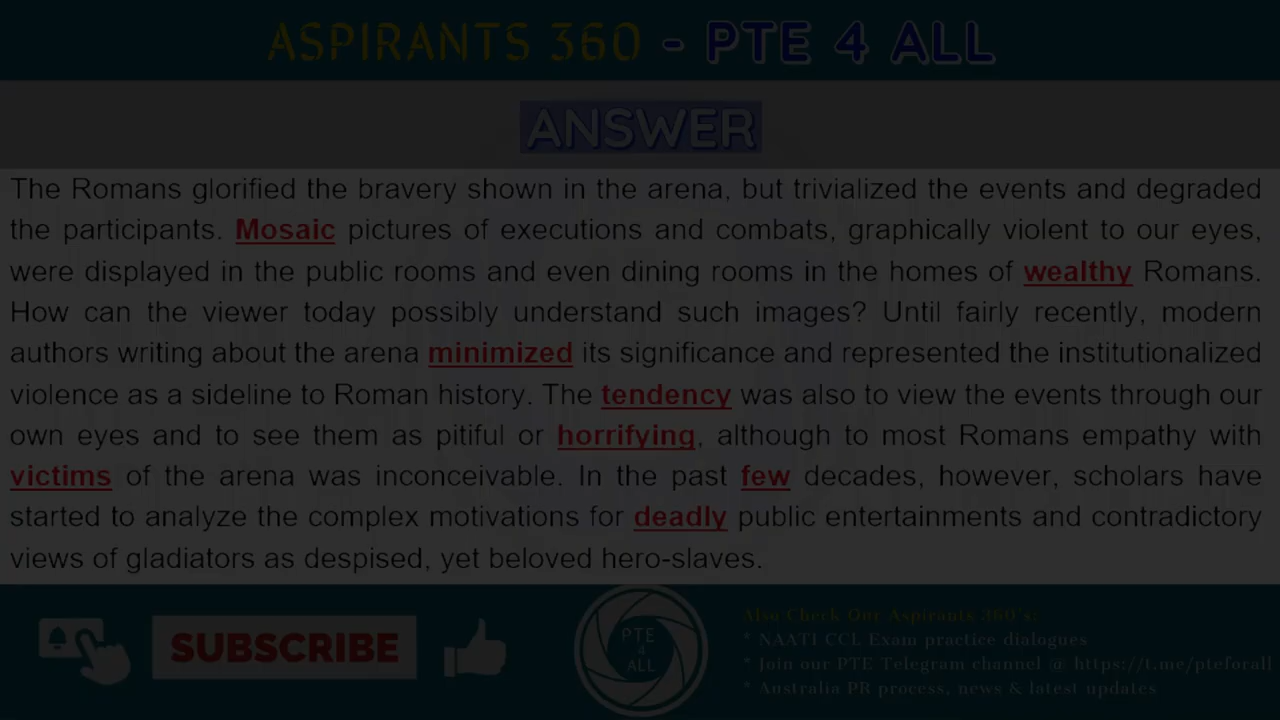 ASPIRANTS 360 - PTE 4 ALL
ANSWER
The Romans glorified the bravery shown in the arena, but trivialized the events and degraded
the participants. Mosaic pictures of executions and combats, graphically violent to our eyes,
were displayed in the public rooms and even dining rooms in the homes of wealthy Romans.
How can the viewer today possibly understand such images? Until fairly recently, modern
authors writing about the arena minimized its significance and represented the institutionalized
violence as a sideline to Roman history. The tendency was also to view the events through our
own eyes and to see them as pitiful or horrifying, although to most Romans empathy with
victims of the arena was inconceivable. In the past few decades, however, scholars have
started to analyze the complex motivations for deadly public entertainments and contradictory
views of gladiators as despised, yet beloved hero-slaves.
SUBSCRIBE
PTE
4
ALL
Also Check Our Aspirants 360's:
* NAATI CCL Exam practice dialogues
* Join our PTE Telegram channel @ https://t.me/pteforall
* Australia PR process, news & latest updates